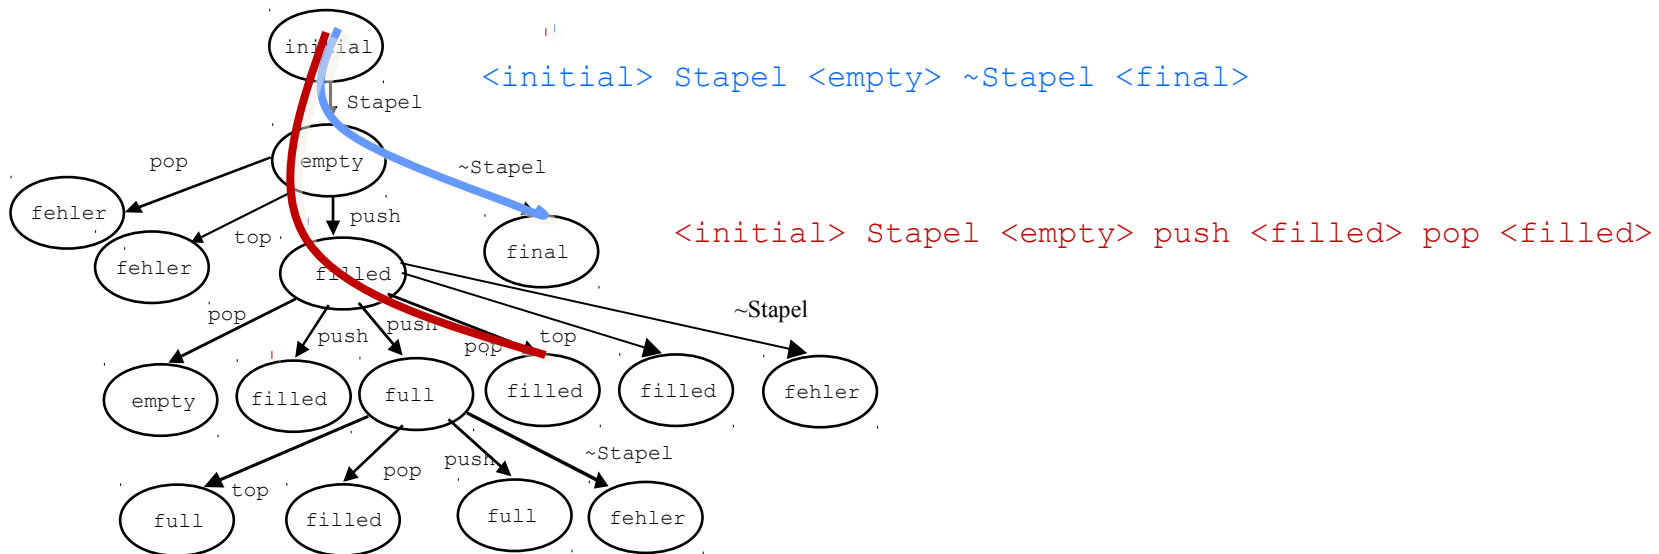 initial
<initial> Stapel <empty> ~Stapel <final>
Stapel
empty
pop
~Stapel
fehler
push
top
<initial> Stapel <empty> push <filled> pop <filled>
fehler
filled
final
~Stapel
pop
push
push
pop
top
empty
filled
full
filled
filled
fehler
top
pop
push
~Stapel
full
filled
full
fehler